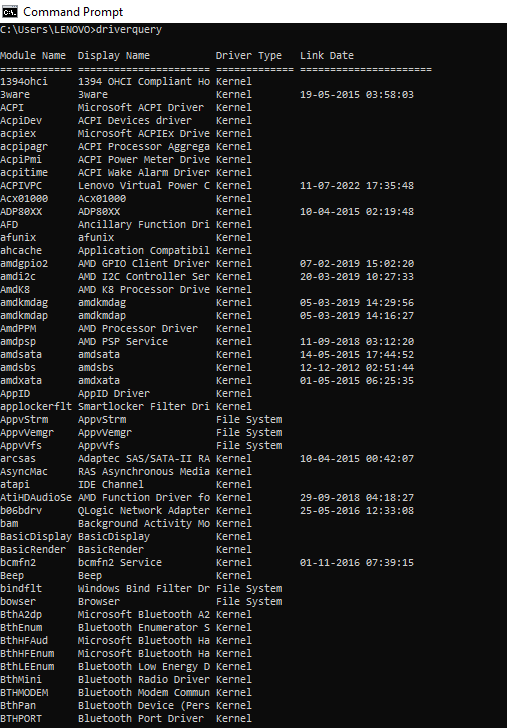 Command Prompt
C:\Users\LENOVO>driverquery
Module Name  Display Name           Driver Type   Link Date
============ ====================== ============= ======================
1394ohci     1394 OHCI Compliant Ho Kernel
3ware        3ware                  Kernel        19-05-2015 03:58:03
ACPI         Microsoft ACPI Driver  Kernel
AcpiDev      ACPI Devices driver    Kernel
acpiex       Microsoft ACPIEx Drive Kernel
acpipagr     ACPI Processor Aggrega Kernel
AcpiPmi      ACPI Power Meter Drive Kernel
acpitime     ACPI Wake Alarm Driver Kernel
ACPIVPC      Lenovo Virtual Power C Kernel        11-07-2022 17:35:48
Acx01000     Acx01000               Kernel
ADP80XX      ADP80XX                Kernel        10-04-2015 02:19:48
AFD          Ancillary Function Dri Kernel
afunix       afunix                 Kernel
ahcache      Application Compatibil Kernel
amdgpio2     AMD GPIO Client Driver Kernel        07-02-2019 15:02:20
amdi2c       AMD I2C Controller Ser Kernel        20-03-2019 10:27:33
AmdK8        AMD K8 Processor Drive Kernel
amdkmdag     amdkmdag               Kernel        05-03-2019 14:29:56
amdkmdap     amdkmdap               Kernel        05-03-2019 14:16:27
AmdPPM       AMD Processor Driver   Kernel
amdpsp       AMD PSP Service        Kernel        11-09-2018 03:12:20
amdsata      amdsata                Kernel        14-05-2015 17:44:52
amdsbs       amdsbs                 Kernel        12-12-2012 02:51:44
amdxata      amdxata                Kernel        01-05-2015 06:25:35
AppID        AppID Driver           Kernel
applockerflt Smartlocker Filter Dri Kernel
AppvStrm     AppvStrm               File System
AppvVemgr    AppvVemgr              File System
AppvVfs      AppvVfs                File System
arcsas       Adaptec SAS/SATA-II RA Kernel        10-04-2015 00:42:07
AsyncMac     RAS Asynchronous Media Kernel
atapi        IDE Channel            Kernel
AtiHDAudioSe AMD Function Driver fo Kernel        29-09-2018 04:18:27
b06bdrv      QLogic Network Adapter Kernel        25-05-2016 12:33:08
bam          Background Activity Mo Kernel
BasicDisplay BasicDisplay           Kernel
BasicRender  BasicRender            Kernel
bcmfn2       bcmfn2 Service         Kernel        01-11-2016 07:39:15
Beep         Beep                   Kernel
bindflt      Windows Bind Filter Dr File System
bowser       Browser                File System
BthA2dp      Microsoft Bluetooth A2 Kernel
BthEnum      Bluetooth Enumerator S Kernel
BthHFAud     Microsoft Bluetooth Ha Kernel
BthHFEnum    Microsoft Bluetooth Ha Kernel
BthLEEnum    Bluetooth Low Energy D Kernel
BthMini      Bluetooth Radio Driver Kernel
BTHMODEM     Bluetooth Modem Commun Kernel
BthPan       Bluetooth Device (Pers Kernel
BTHPORT      Bluetooth Port Driver  Kernel